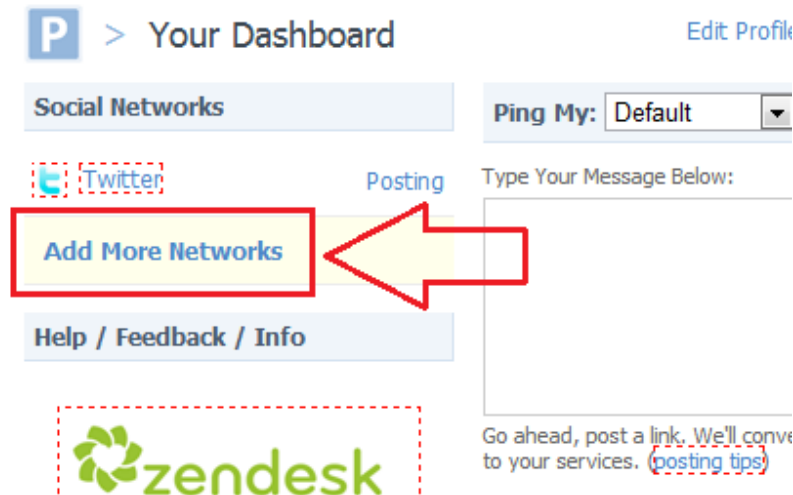 P > Your Dashboard
Edit Profile
Social Networks
Twitter Posting
Add More Networks
Help / Feedback / Info
zendesk
Ping My: Default
Type Your Message Below:
Go ahead, post a link. We'll conve
to your services. (posting tips)